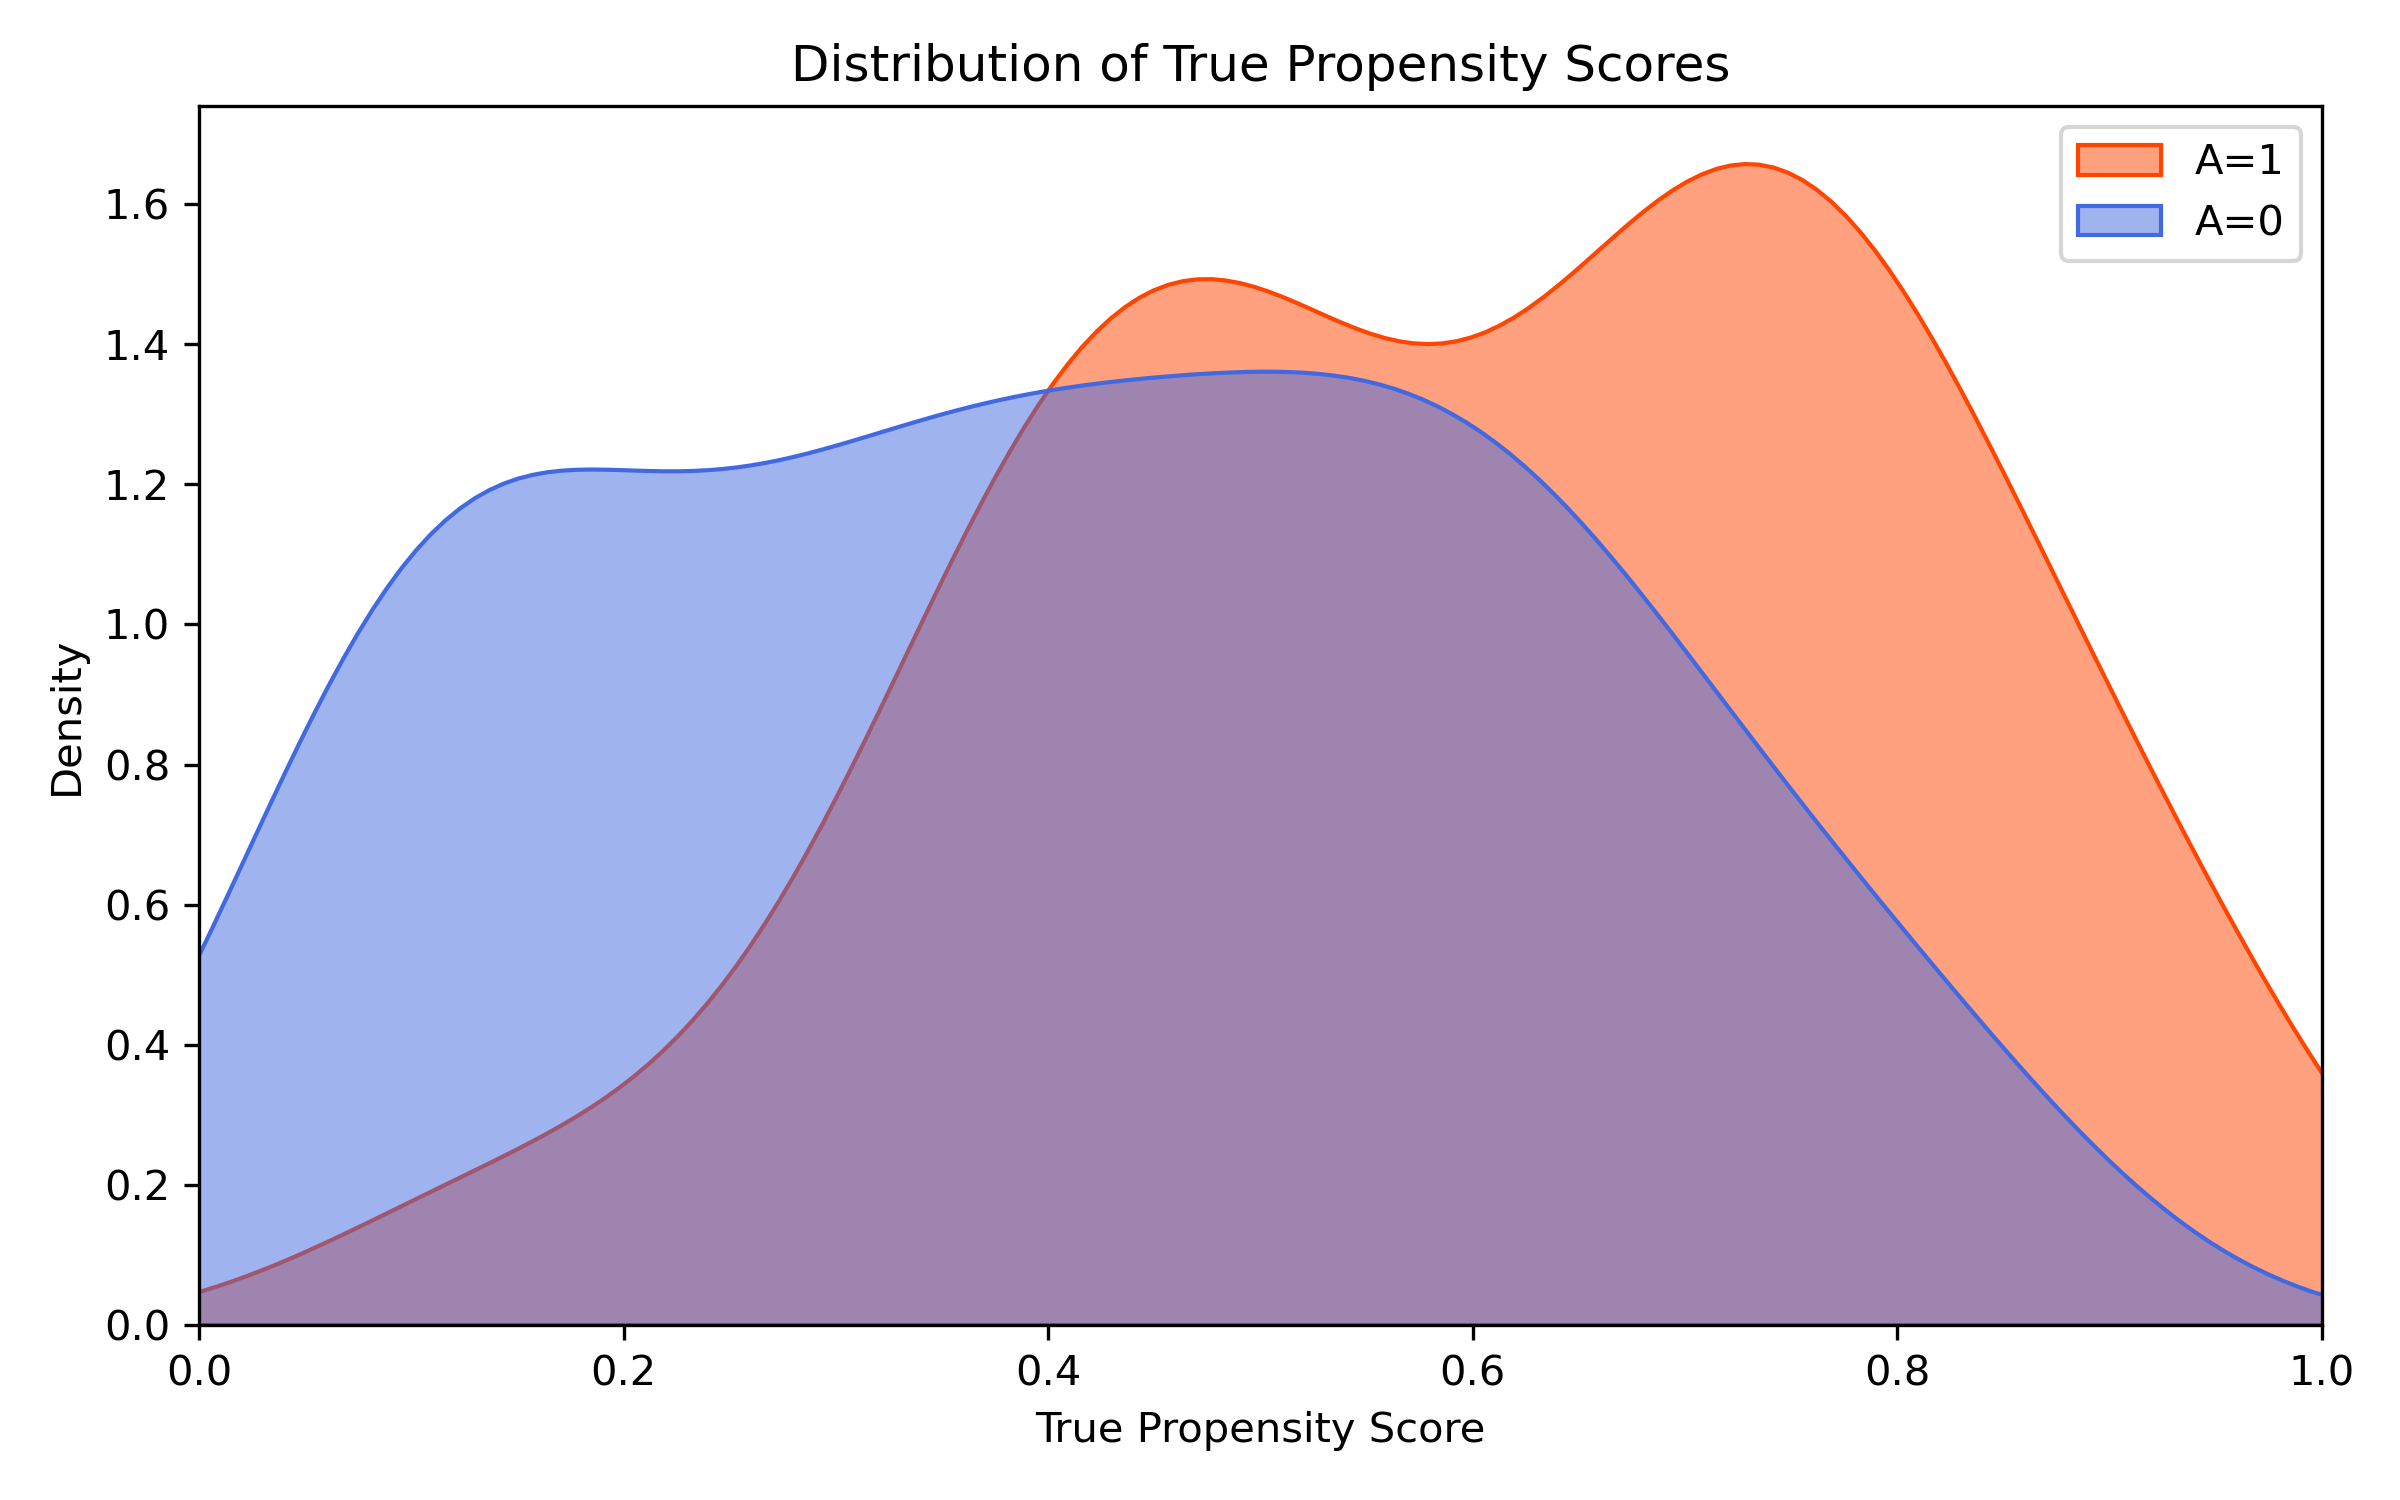 Distribution of True Propensity Scores
A=1
A=0
1.6
1.4
1.2
1.0
0.8
0.6
0.4
0.2
0.0
Density
0.0 0.2 0.4 0.6 0.8 1.0
True Propensity Score